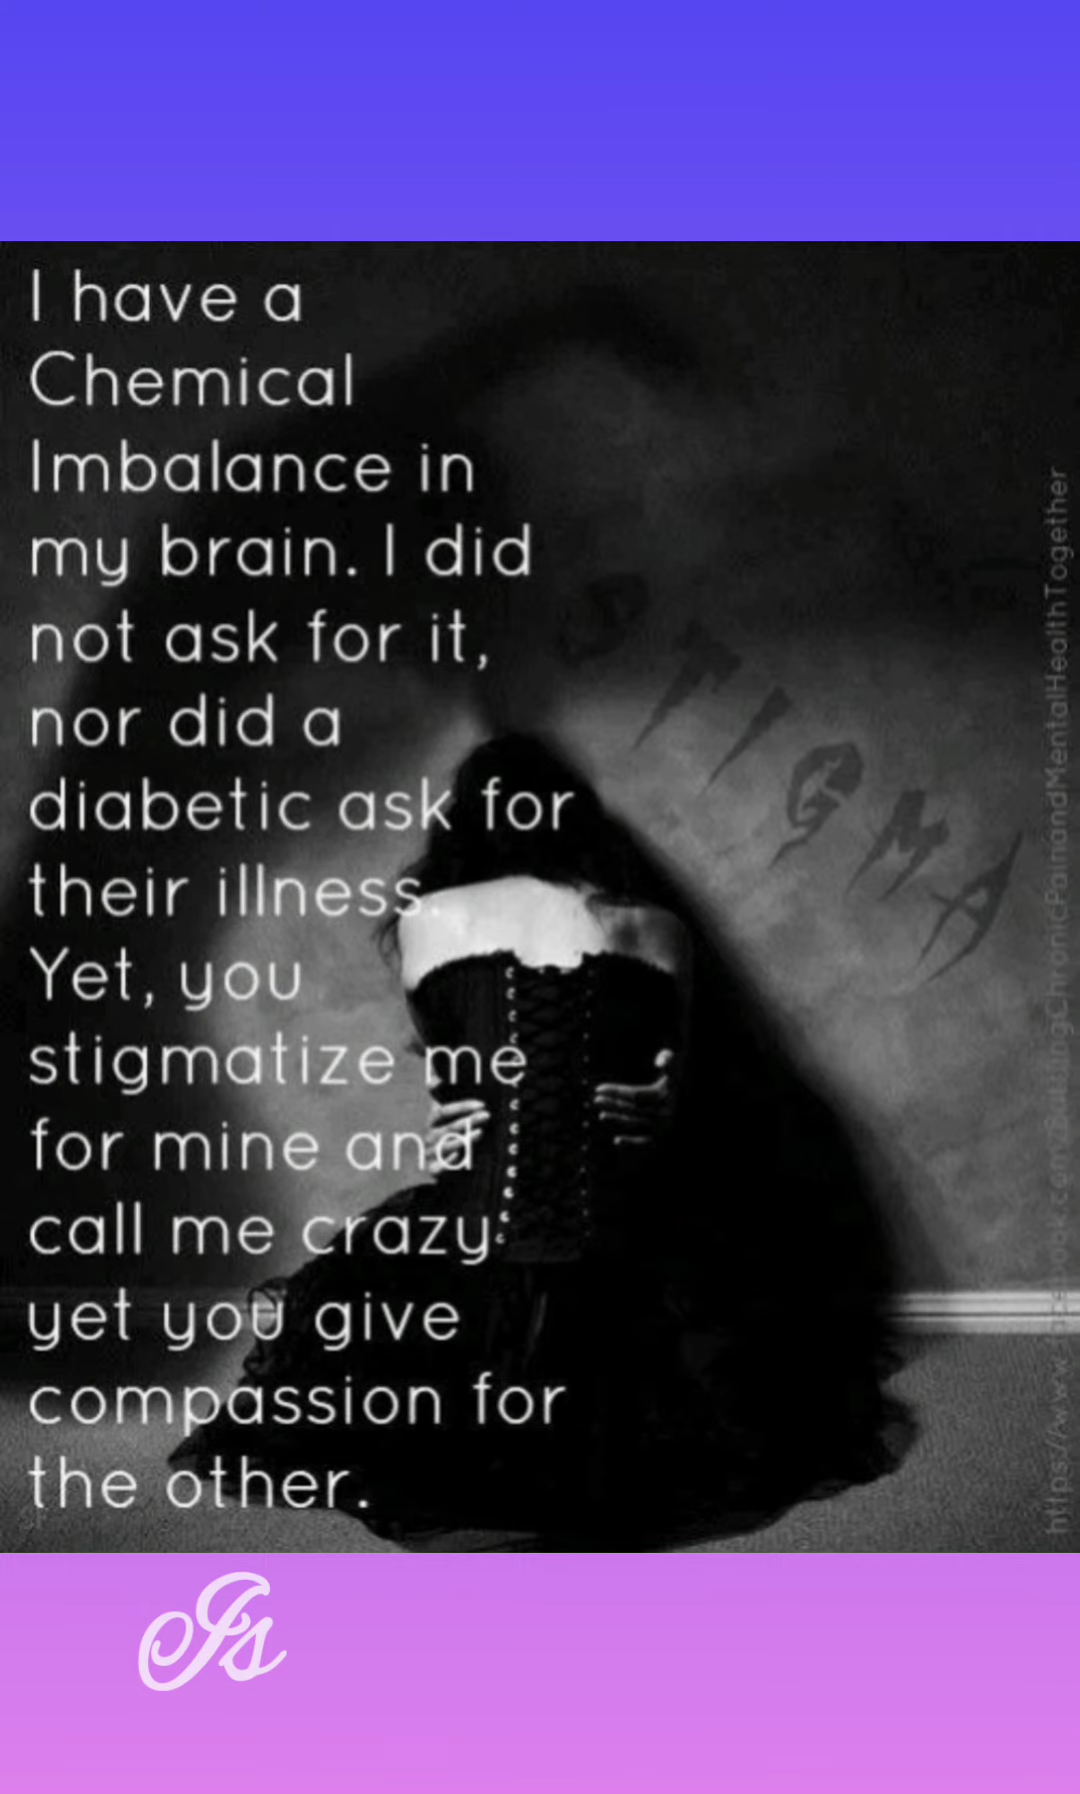 I have a
Chemical
Imbalance in
my brain. I did
not ask for it,
nor did a
diabetic ask for
their illness.
Yet, you
stigmatize me
for mine and
call me crazy
yet you give
compassion for
the other.
STIGMA
Is